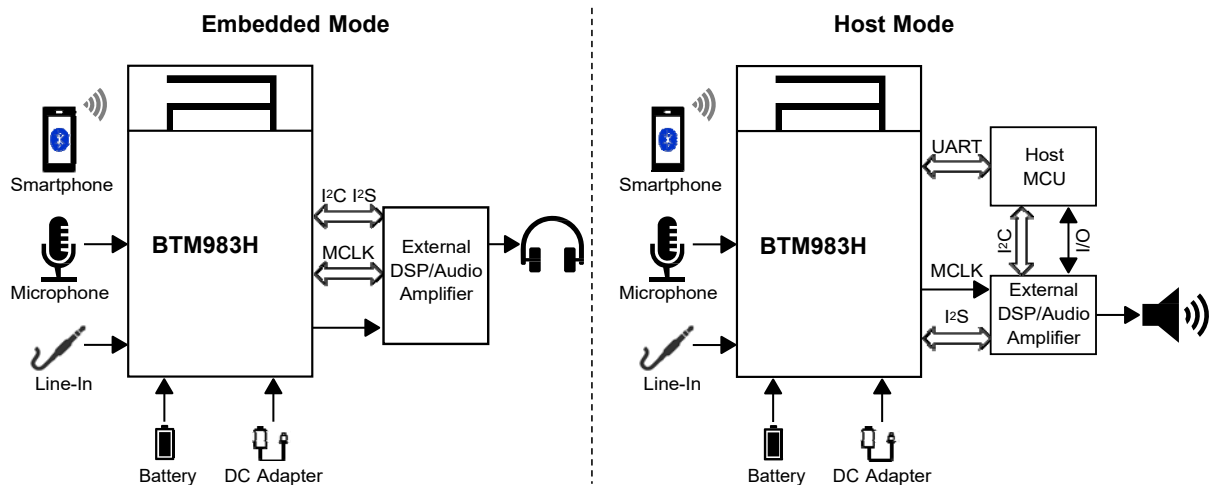 Embedded Mode
Smartphone
Microphone
Line-In
BTM983H
I²C I²S
MCLK
External
DSP/Audio
Amplifier
Battery
DC Adapter
Host Mode
Smartphone
Microphone
Line-In
BTM983H
UART
Host
MCU
I²C
I/O
MCLK
I²S
External
DSP/Audio
Amplifier
Battery
DC Adapter